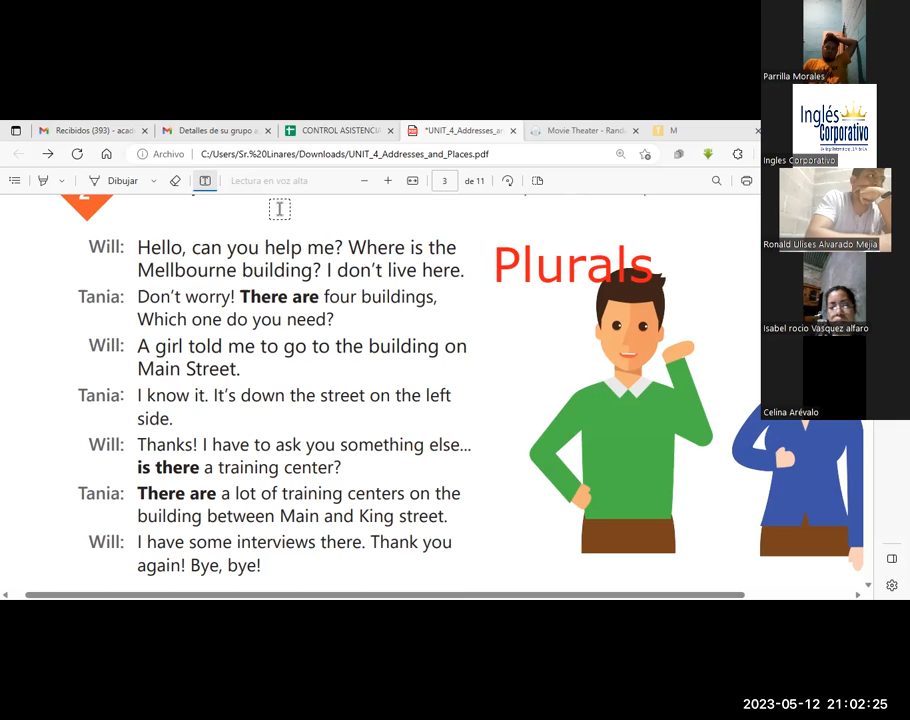 Recibidos (393) - acad
Detalles de su grupo a
CONTROL ASISTENCIA
*UNIT_4_Addresses_an
Movie Theater - Rand
M
Archivo
C:/Users/Sr.%20Linares/Downloads/UNIT_4_Addresses_and_Places.pdf
Dibujar
Lectura en voz alta
3
de 11
2
Will: Hello, can you help me? Where is the
Mellbourne building? I don't live here.
Tania: Don't worry! There are four buildings,
Which one do you need?
Will: A girl told me to go to the building on
Main Street.
Tania: I know it. It's down the street on the left
side.
Will: Thanks! I have to ask you something else...
is there a training center?
Tania: There are a lot of training centers on the
building between Main and King street.
Will: I have some interviews there. Thank you
again! Bye, bye!
Plurals
Parrilla Morales
Inglés
Corporativo
Ingles Corporativo
Ronald Ulises Alvarado Mejia
Isabel rocio Vasquez alfaro
Celina Arévalo
2023-05-12 21:02:25